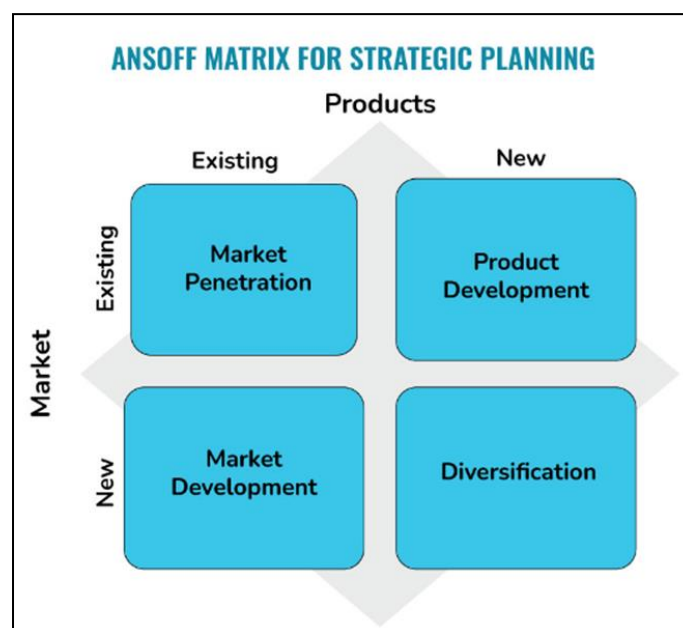 ANSOFF MATRIX FOR STRATEGIC PLANNING
Products
Existing
New
Market
Existing
Market
Penetration
Product
Development
New
Market
Development
Diversification